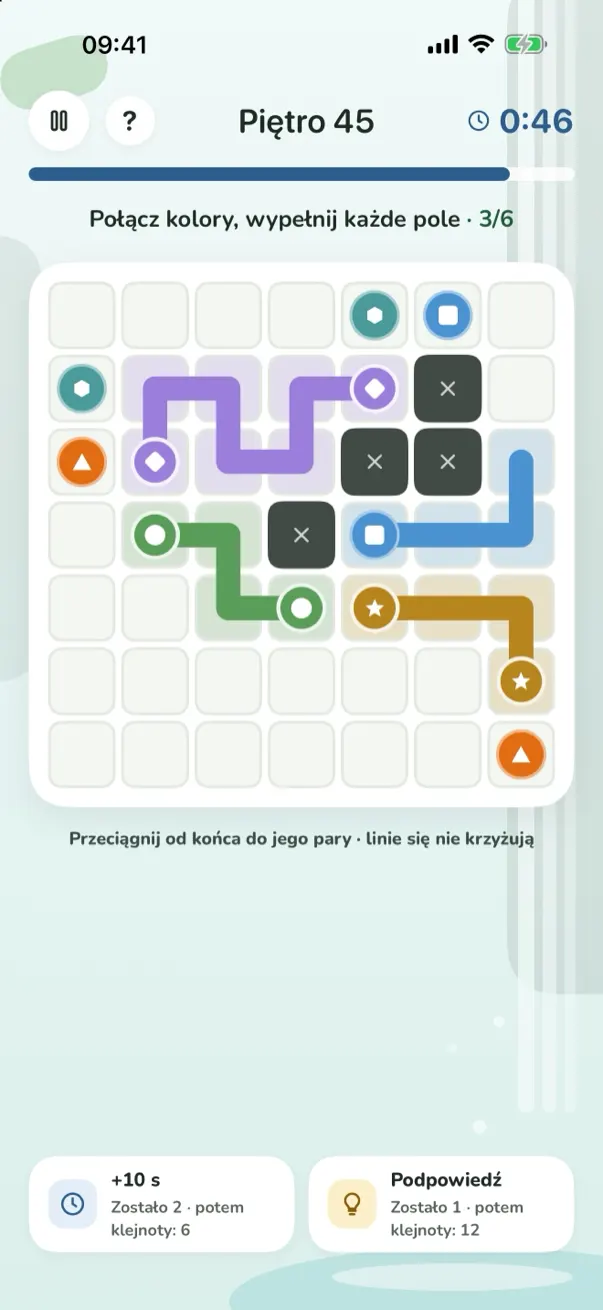 09:41
?
Piętro 45
0:46
Połącz kolory, wypełnij każde pole · 3/6
Przeciągnij od końca do jego pary · linie się nie krzyżują
+10 s
Zostało 2 · potem
klejnoty: 6
Podpowiedź
Zostało 1 · potem
klejnoty: 12